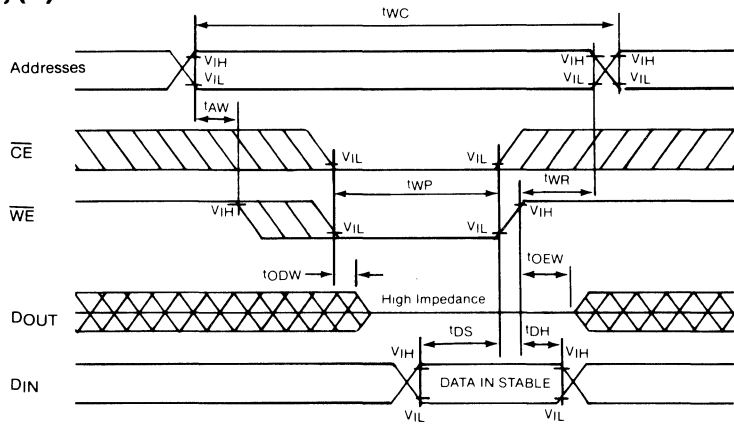 tWC
Addresses
VIH
VIL
VIH
VIL
VIH
VIL
tAW
CE
VIL
VIL
tWP
tWR
WE
VIH
VIL
VIL
VIH
tODW
tOEW
DOUT
High Impedance
tDS
tDH
DIN
VIH
VIH
DATA IN STABLE
VIL
VIL